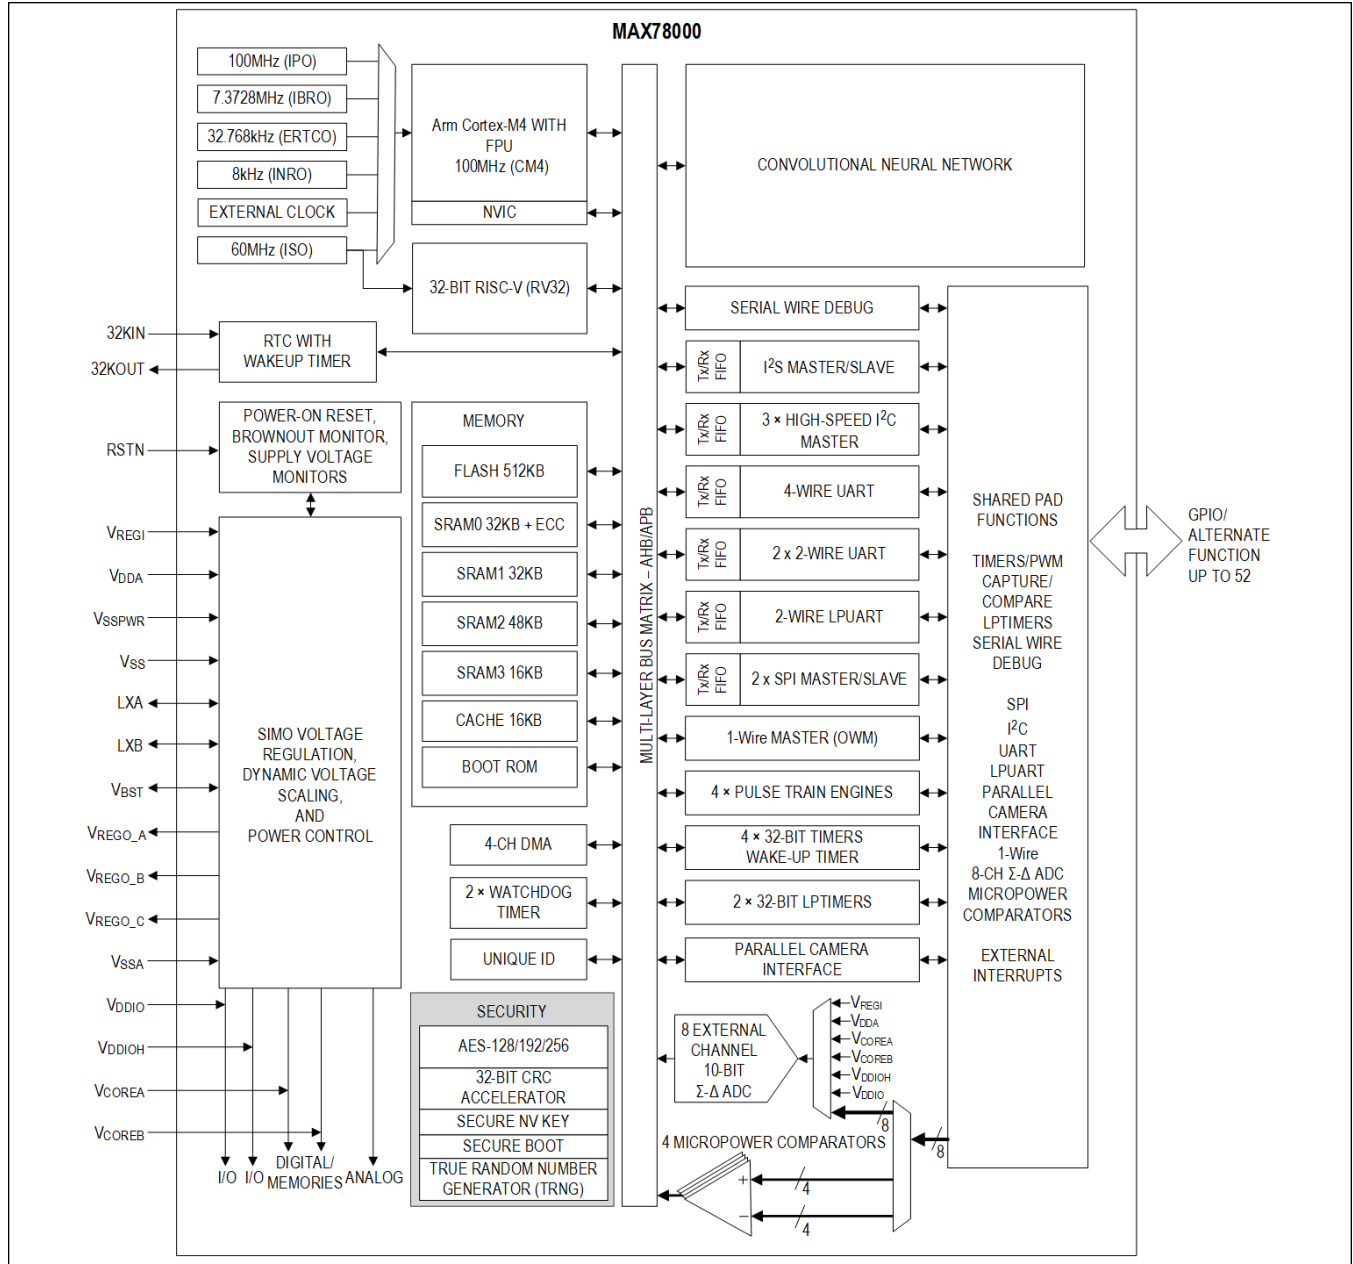 MAX78000
100MHz (IPO)
7.3728MHz (IBRO)
32.768kHz (ERTCO)
8kHz (INRO)
EXTERNAL CLOCK
60MHz (ISO)
Arm Cortex-M4 WITH
FPU
100MHz (CM4)
NVIC
32-BIT RISC-V (RV32)
CONVOLUTIONAL NEURAL NETWORK
32KIN
32KOUT
RTC WITH
WAKEUP TIMER
RSTN
POWER-ON RESET,
BROWNOUT MONITOR,
SUPPLY VOLTAGE
MONITORS
VREGI
VDDA
VSSPWR
VSS
LXA
LXB
VBST
VREGO_A
VREGO_B
VREGO_C
VSSA
VDDIO
VDDIOH
VCOREA
VCOREB
SIMO VOLTAGE
REGULATION,
DYNAMIC VOLTAGE
SCALING,
AND
POWER CONTROL
I/O
I/O
DIGITAL/
MEMORIES
ANALOG
MEMORY
FLASH 512KB
SRAM0 32KB + ECC
SRAM1 32KB
SRAM2 48KB
SRAM3 16KB
CACHE 16KB
BOOT ROM
4-CH DMA
2 × WATCHDOG
TIMER
UNIQUE ID
SECURITY
AES-128/192/256
32-BIT CRC
ACCELERATOR
SECURE NV KEY
SECURE BOOT
TRUE RANDOM NUMBER
GENERATOR (TRNG)
MULTI-LAYER BUS MATRIX – AHB/APB
SERIAL WIRE DEBUG
Tx/Rx
FIFO
I2S MASTER/SLAVE
Tx/Rx
FIFO
3 × HIGH-SPEED I2C
MASTER
Tx/Rx
FIFO
4-WIRE UART
Tx/Rx
FIFO
2 x 2-WIRE UART
Tx/Rx
FIFO
2-WIRE LPUART
Tx/Rx
FIFO
2 x SPI MASTER/SLAVE
1-Wire MASTER (OWM)
4 × PULSE TRAIN ENGINES
4 × 32-BIT TIMERS
WAKE-UP TIMER
2 × 32-BIT LPTIMERS
PARALLEL CAMERA
INTERFACE
8 EXTERNAL
CHANNEL
10-BIT
Σ-Δ ADC
VREGI
VDDA
VCOREA
VCOREB
VDDIOH
VDDIO
8
8
4 MICROPOWER COMPARATORS
+
4
−
4
SHARED PAD
FUNCTIONS
TIMERS/PWM
CAPTURE/
COMPARE
LPTIMERS
SERIAL WIRE
DEBUG
SPI
I2C
UART
LPUART
PARALLEL
CAMERA
INTERFACE
1-Wire
8-CH Σ-Δ ADC
MICROPOWER
COMPARATORS
EXTERNAL
INTERRUPTS
GPIO/
ALTERNATE
FUNCTION
UP TO 52